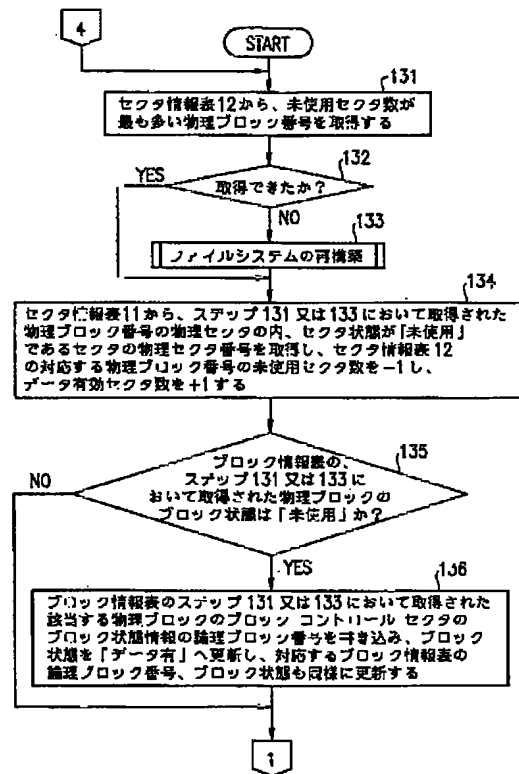 4
START
131
セクタ情報表12から、未使用セクタ数が
最も多い物理ブロック番号を取得する
132
取得できたか?
YES
NO
133
ファイルシステムの再構築
134
セクタ情報表11から、ステップ131又は133において取得された
物理ブロック番号の物理セクタの内、セクタ状態が「未使用」
であるセクタの物理セクタ番号を取得し、セクタ情報表12
の対応する物理ブロック番号の未使用セクタ数を-1し、
データ有効セクタ数を+1する
135
ブロック情報表の、
ステップ131又は133に
おいて取得された物理ブロックの
ブロック状態は「未使用」か?
NO
YES
136
ブロック情報表のステップ131又は133において取得された
該当する物理ブロックのブロック コントロール セクタの
ブロック状態情報の論理ブロック番号を書き込み、ブロック
状態を「データ有」へ更新し、対応するブロック情報表の
論理ブロック番号、ブロック状態も同様に更新する
1